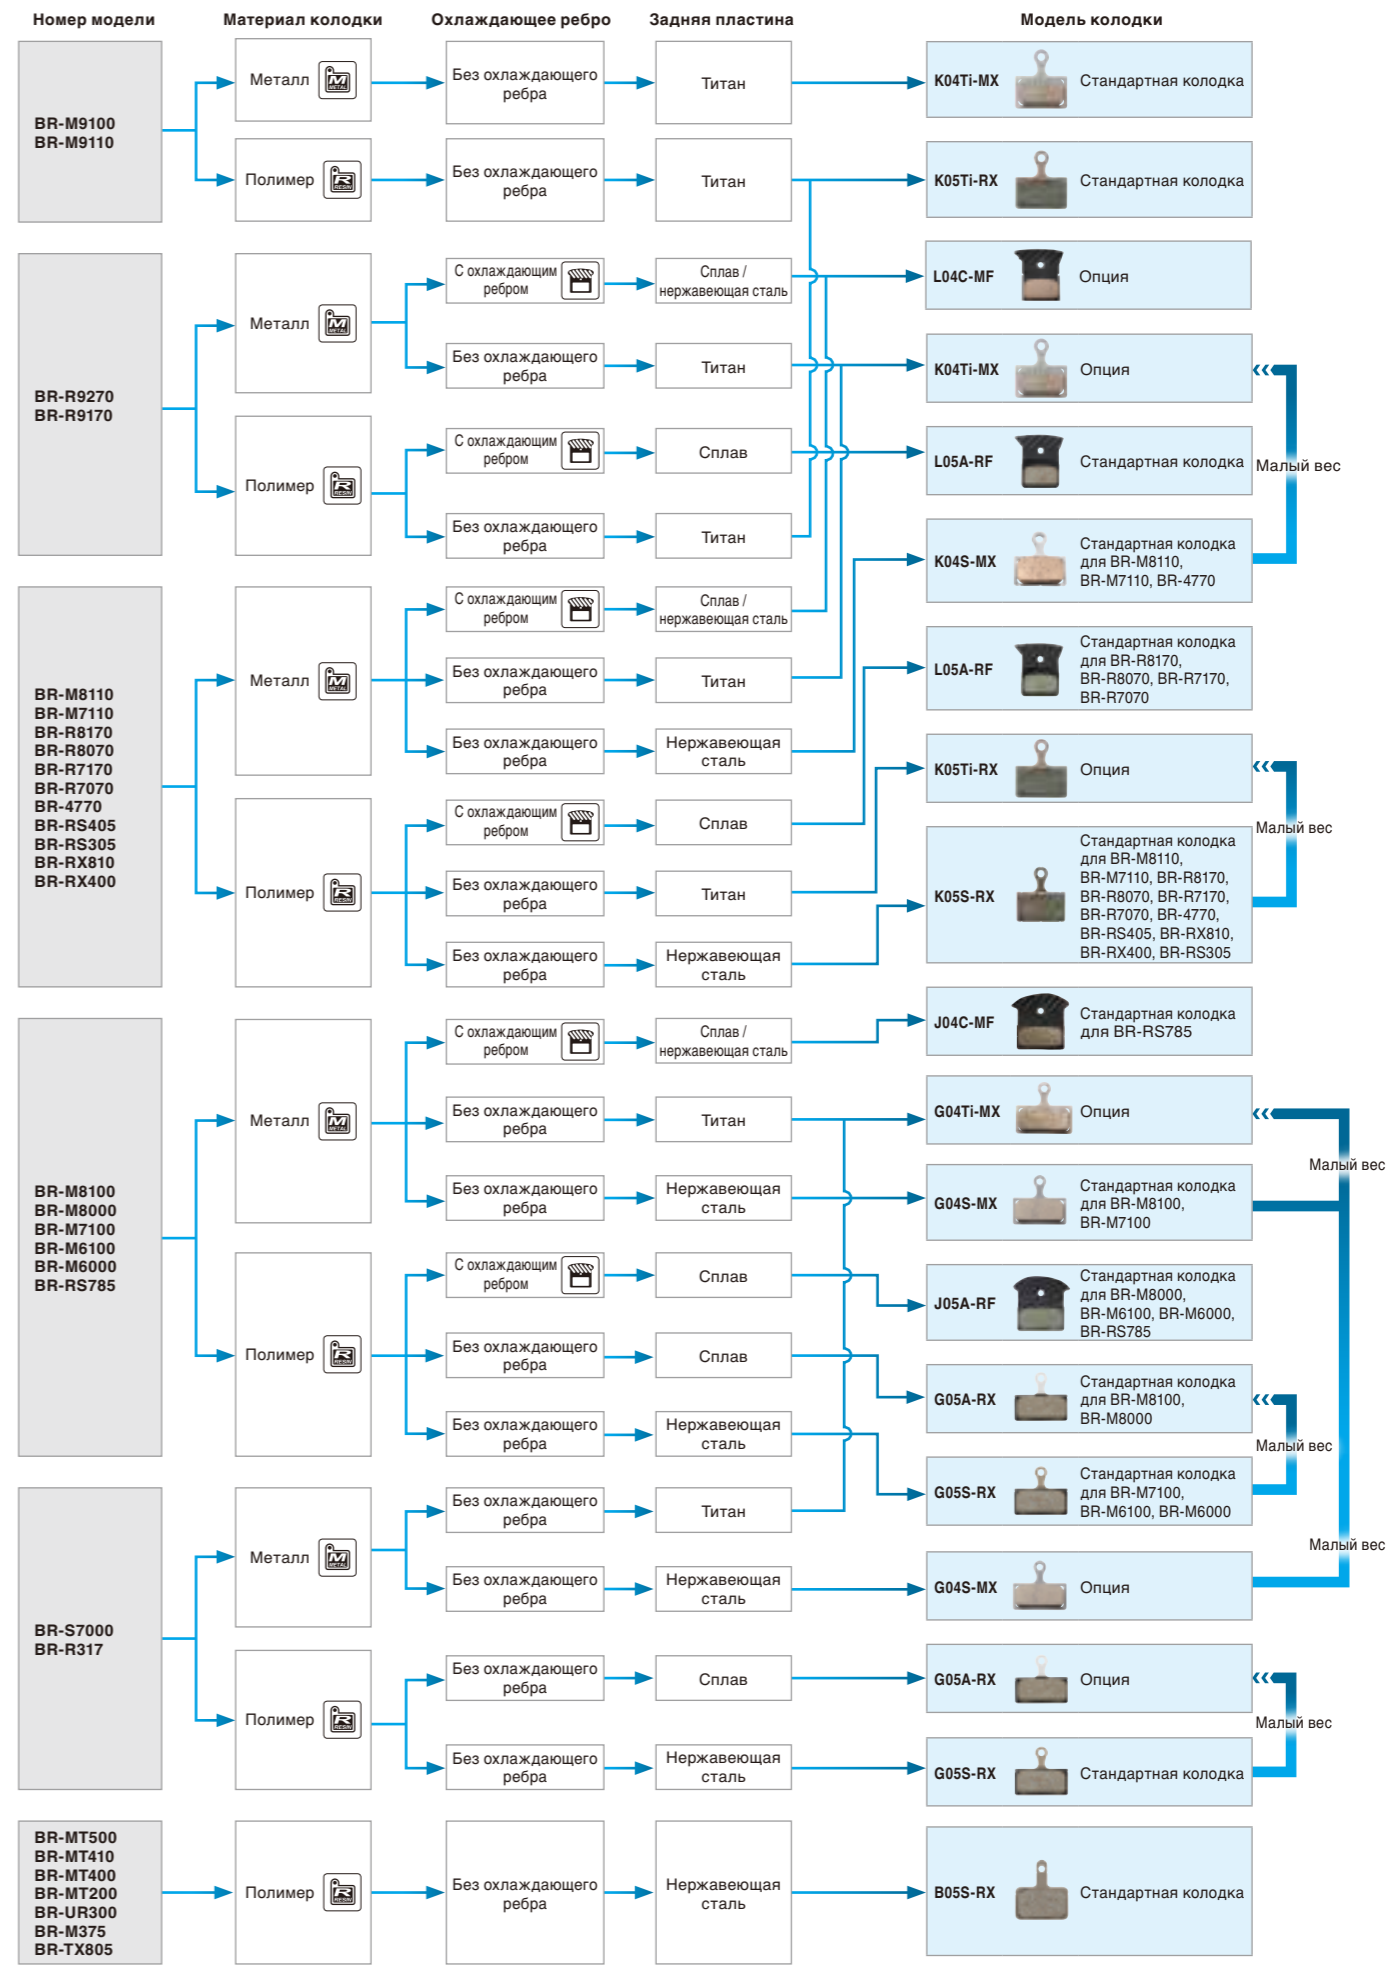 Номер модели
Материал колодки
Охлаждающее ребро
Задняя пластина
Модель колодки
BR-M9100
BR-M9110
Металл
METAL
Без охлаждающего
ребра
Титан
K04Ti-MX
Стандартная колодка
Полимер
RESIN
Без охлаждающего
ребра
Титан
K05Ti-RX
Стандартная колодка
BR-R9270
BR-R9170
Металл
METAL
С охлаждающим
ребром
Сплав /
нержавеющая сталь
L04C-MF
Опция
Без охлаждающего
ребра
Титан
K04Ti-MX
Опция
Полимер
RESIN
С охлаждающим
ребром
Сплав
L05A-RF
Стандартная колодка
Малый вес
Без охлаждающего
ребра
Титан
K04S-MX
Стандартная колодка
для BR-M8110,
BR-M7110, BR-4770
BR-M8110
BR-M7110
BR-R8170
BR-R8070
BR-R7170
BR-R7070
BR-4770
BR-RS405
BR-RS305
BR-RX810
BR-RX400
Металл
METAL
С охлаждающим
ребром
Сплав /
нержавеющая сталь
Без охлаждающего
ребра
Титан
L05A-RF
Стандартная колодка
для BR-R8170,
BR-R8070, BR-R7170,
BR-R7070
Без охлаждающего
ребра
Нержавеющая
сталь
K05Ti-RX
Опция
Полимер
RESIN
С охлаждающим
ребром
Сплав
Малый вес
Без охлаждающего
ребра
Титан
K05S-RX
Стандартная колодка
для BR-M8110,
BR-M7110, BR-R8170,
BR-R8070, BR-R7170,
BR-R7070, BR-4770,
BR-RS405, BR-RX810,
BR-RX400, BR-RS305
Без охлаждающего
ребра
Нержавеющая
сталь
BR-M8100
BR-M8000
BR-M7100
BR-M6100
BR-M6000
BR-RS785
Металл
METAL
С охлаждающим
ребром
Сплав /
нержавеющая сталь
J04C-MF
Стандартная колодка
для BR-RS785
Без охлаждающего
ребра
Титан
G04Ti-MX
Опция
Малый вес
Без охлаждающего
ребра
Нержавеющая
сталь
G04S-MX
Стандартная колодка
для BR-M8100,
BR-M7100
Полимер
RESIN
С охлаждающим
ребром
Сплав
J05A-RF
Стандартная колодка
для BR-M8000,
BR-M6100, BR-M6000,
BR-RS785
Без охлаждающего
ребра
Сплав
G05A-RX
Стандартная колодка
для BR-M8100,
BR-M8000
Малый вес
Без охлаждающего
ребра
Нержавеющая
сталь
G05S-RX
Стандартная колодка
для BR-M7100,
BR-M6100, BR-M6000
BR-S7000
BR-R317
Металл
METAL
Без охлаждающего
ребра
Титан
Малый вес
Без охлаждающего
ребра
Нержавеющая
сталь
G04S-MX
Опция
Полимер
RESIN
Без охлаждающего
ребра
Сплав
G05A-RX
Опция
Малый вес
Без охлаждающего
ребра
Нержавеющая
сталь
G05S-RX
Стандартная колодка
BR-MT500
BR-MT410
BR-MT400
BR-MT200
BR-UR300
BR-M375
BR-TX805
Полимер
RESIN
Без охлаждающего
ребра
Нержавеющая
сталь
B05S-RX
Стандартная колодка